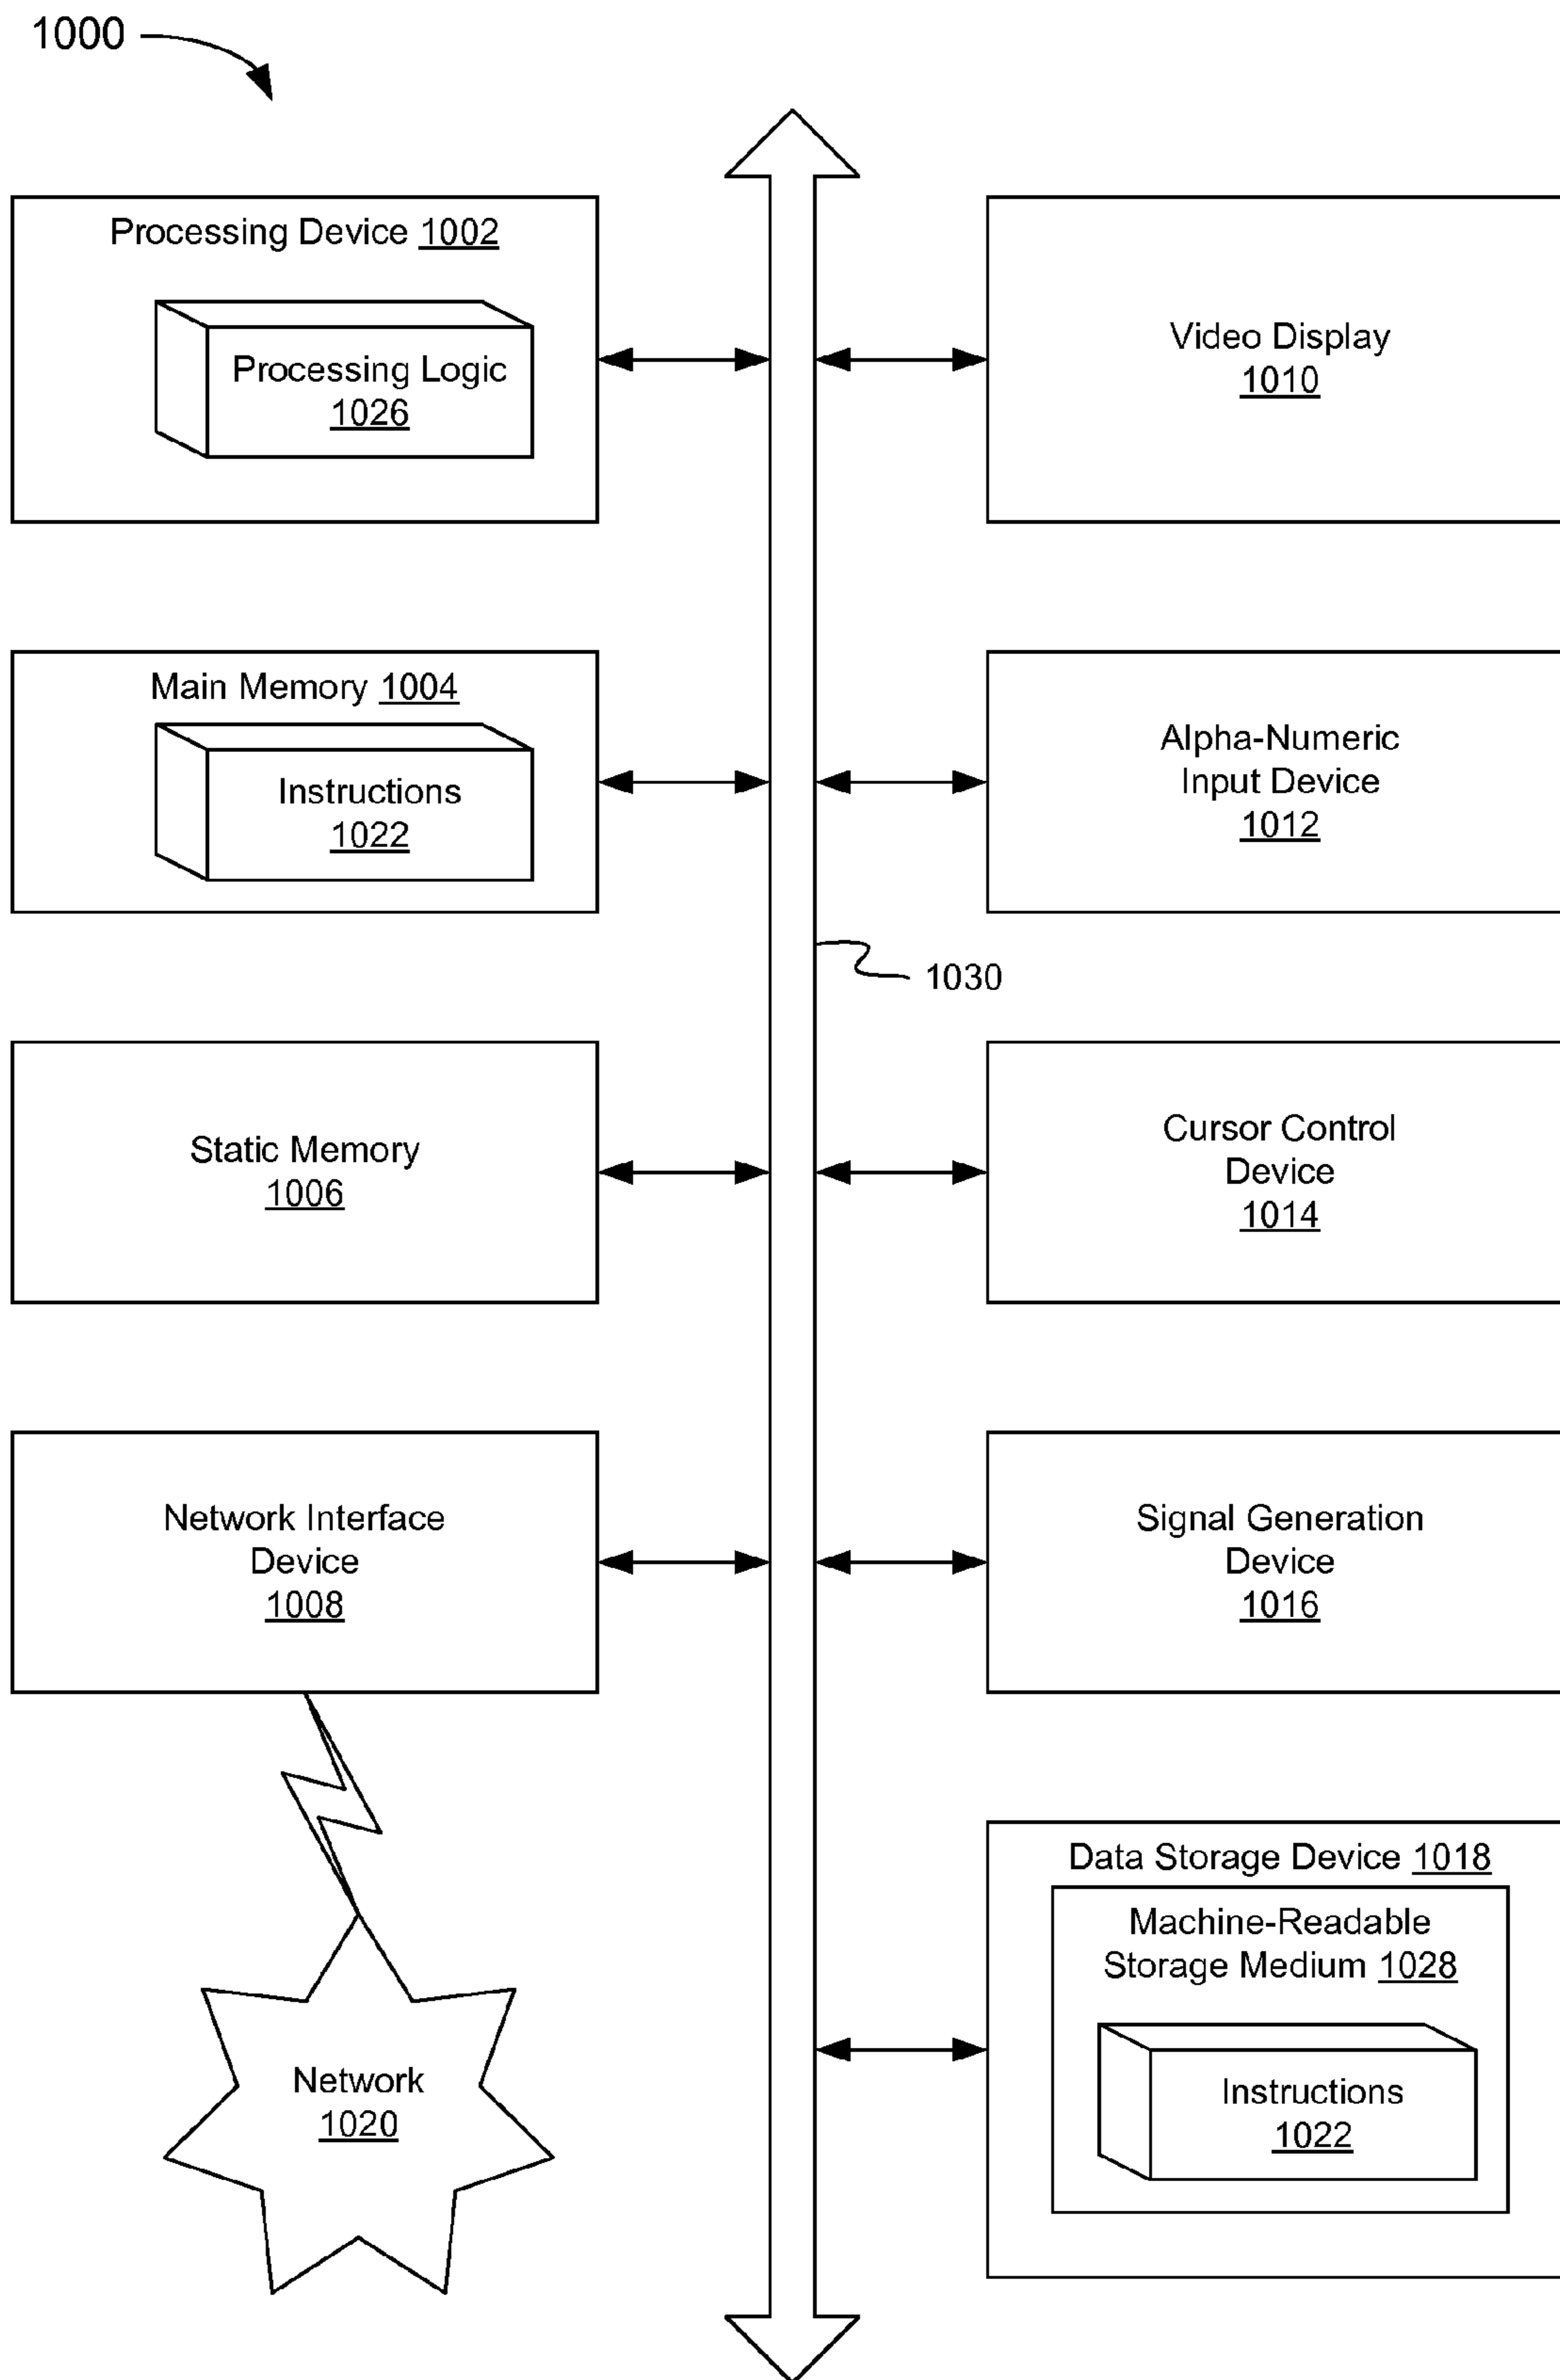 1000
Processing Device 1002
Processing Logic
1026
Video Display
1010
Main Memory 1004
Instructions
1022
Alpha-Numeric
Input Device
1012
1030
Static Memory
1006
Cursor Control
Device
1014
Network Interface
Device
1008
Signal Generation
Device
1016
Data Storage Device 1018
Machine-Readable
Storage Medium 1028
Instructions
1022
Network
1020